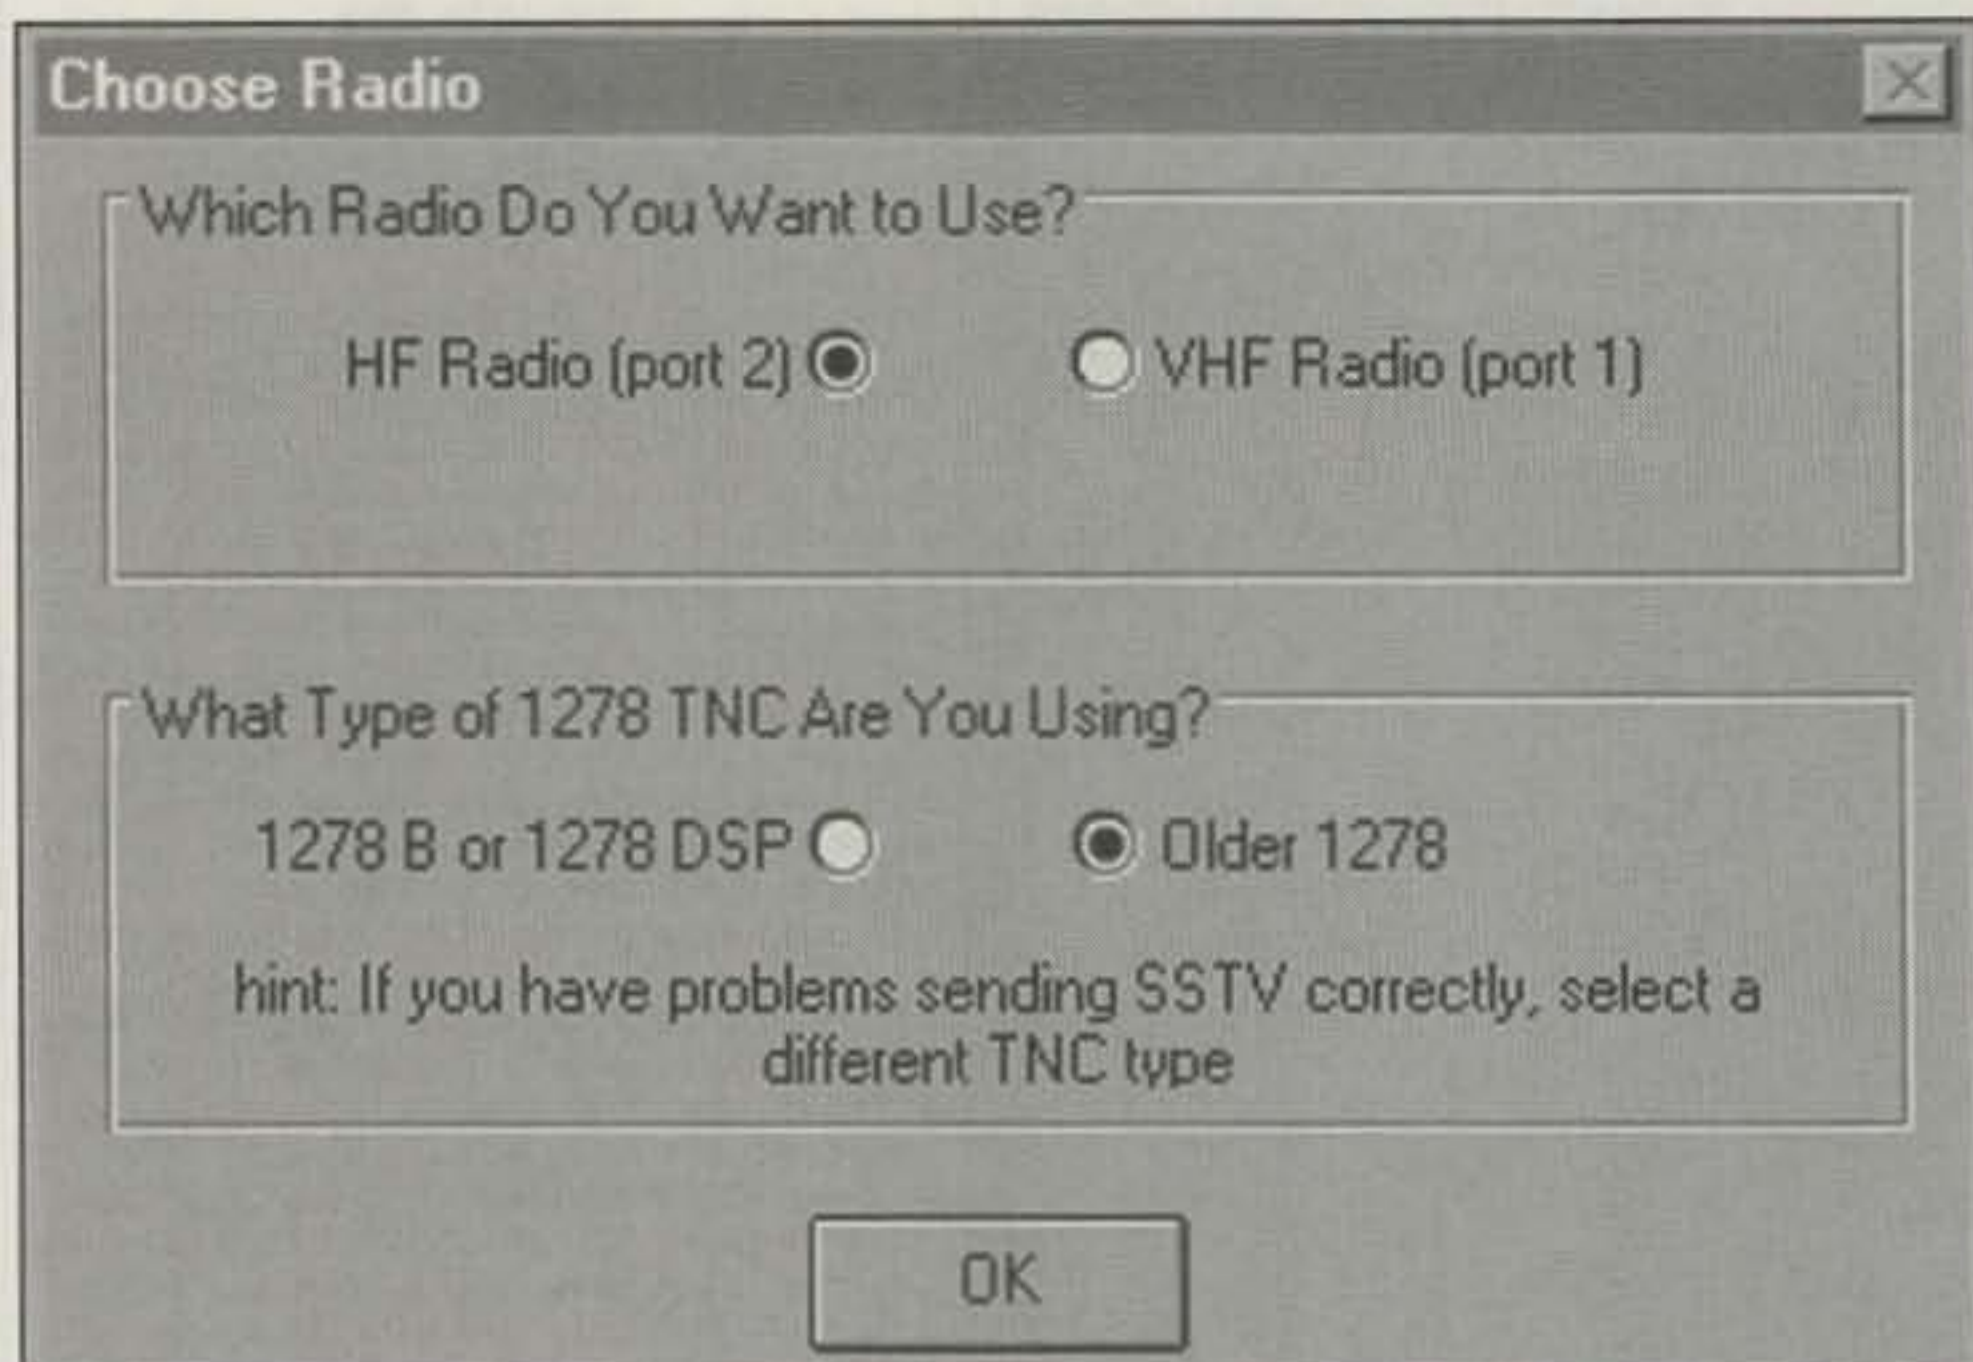 Choose Radio
Which Radio Do You Want to Use?
HF Radio (port 2) VHF Radio (port 1)
What Type of 1278 TNC Are You Using?
1278 B or 1278 DSP Older 1278
hint: If you have problems sending SSTV correctly, select a
different TNC type
OK